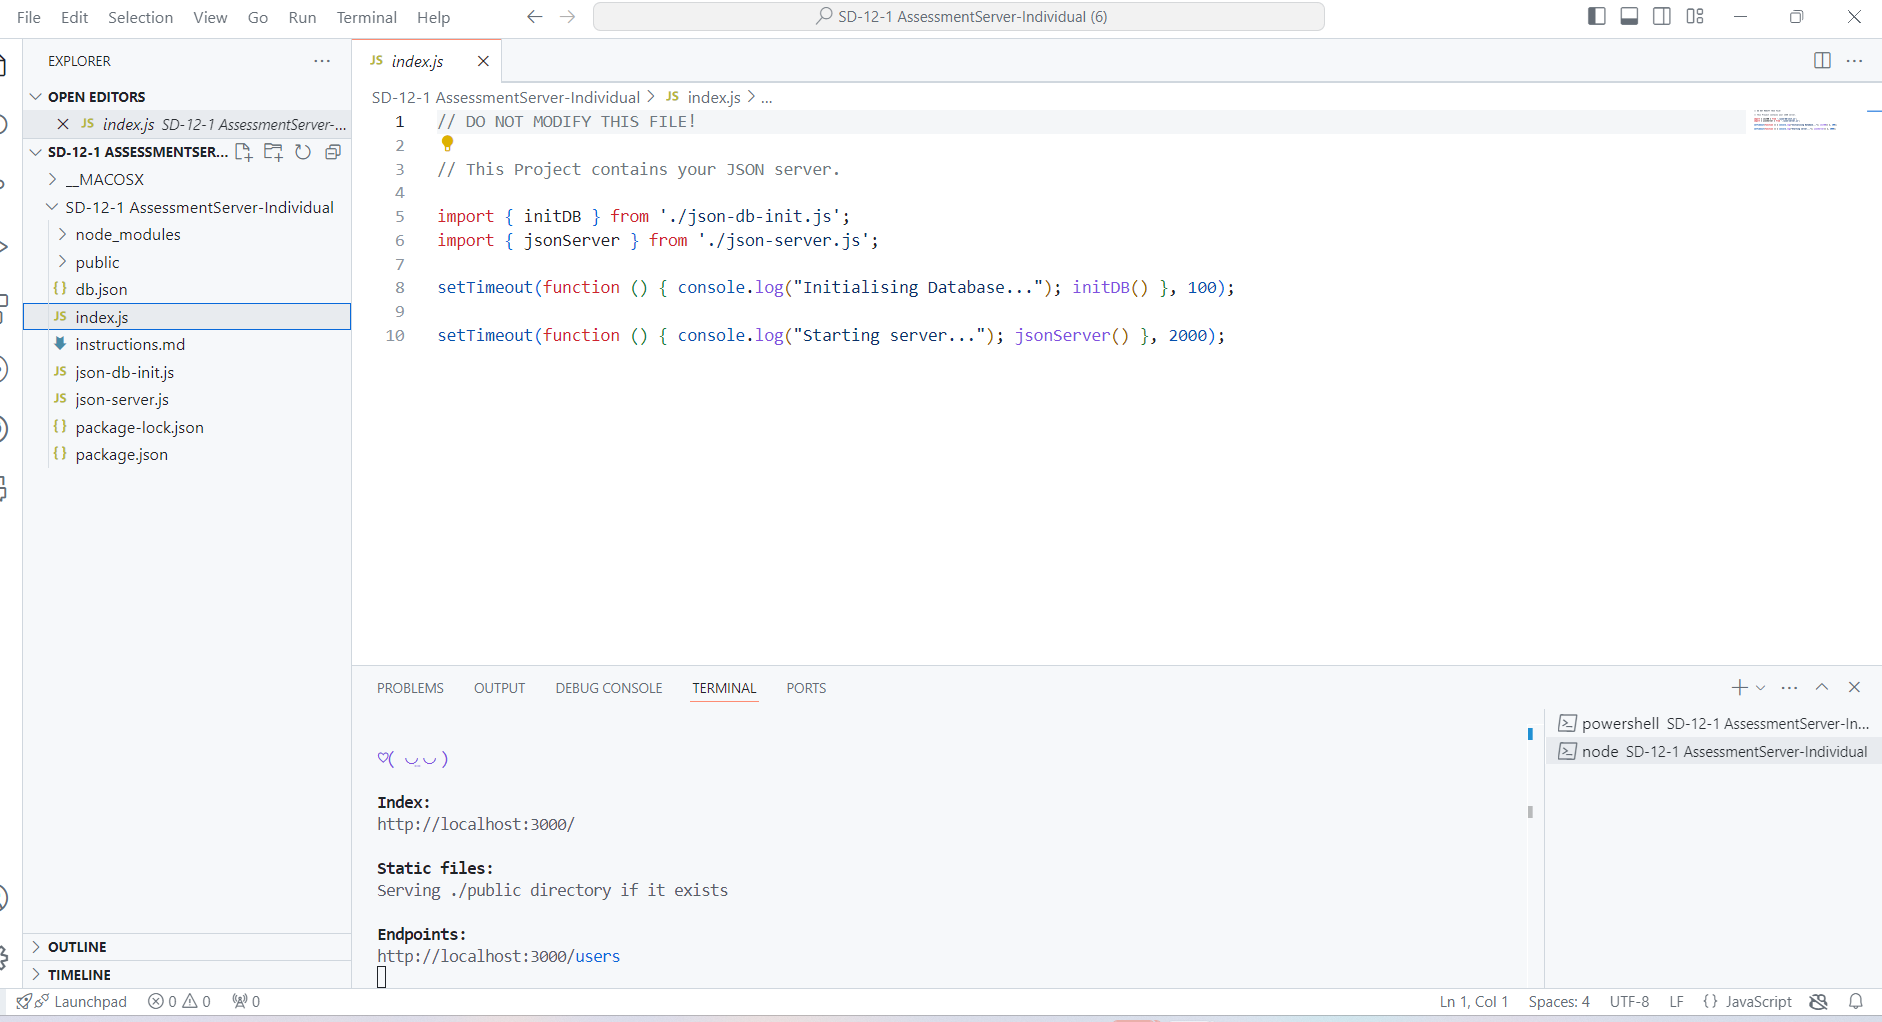 File Edit Selection View Go Run Terminal Help
SD-12-1 AssessmentServer-Individual (6)
EXPLORER
OPEN EDITORS
JS index.js SD-12-1 AssessmentServer-...
SD-12-1 ASSESSMENTSER...
__MACOSX
SD-12-1 AssessmentServer-Individual
node_modules
public
{} db.json
JS index.js
instructions.md
JS json-db-init.js
JS json-server.js
{} package-lock.json
{} package.json
OUTLINE
TIMELINE
JS index.js
SD-12-1 AssessmentServer-Individual > JS index.js > ...
1 // DO NOT MODIFY THIS FILE!
2
3 // This Project contains your JSON server.
4
5 import { initDB } from './json-db-init.js';
6 import { jsonServer } from './json-server.js';
7
8 setTimeout(function () { console.log("Initialising Database..."); initDB() }, 100);
9
10 setTimeout(function () { console.log("Starting server..."); jsonServer() }, 2000);
PROBLEMS OUTPUT DEBUG CONSOLE TERMINAL PORTS
♡( ◡‿◡ )
Index:
http://localhost:3000/
Static files:
Serving ./public directory if it exists
Endpoints:
http://localhost:3000/users
powershell SD-12-1 AssessmentServer-In...
node SD-12-1 AssessmentServer-Individual
Launchpad 0 0 0
Ln 1, Col 1 Spaces: 4 UTF-8 LF {} JavaScript